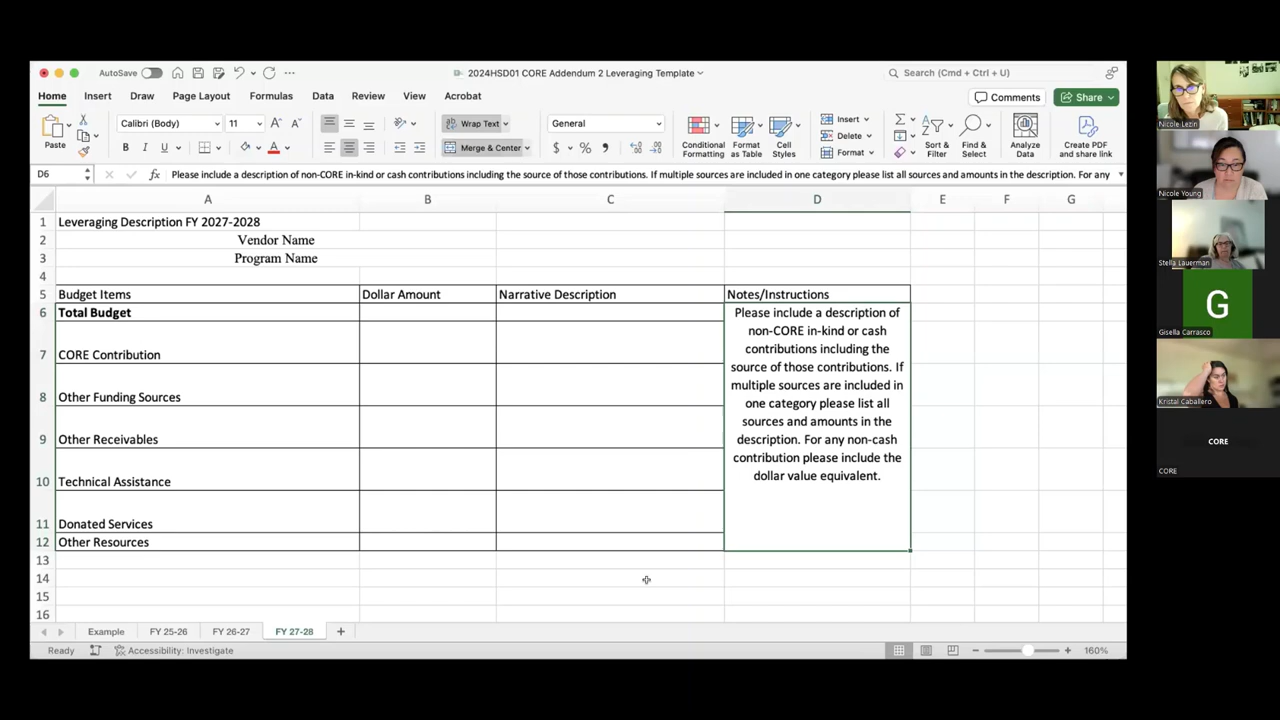 AutoSave
2024HSD01 CORE Addendum 2 Leveraging Template
Search (Cmd + Ctrl + U)
Home Insert Draw Page Layout Formulas Data Review View Acrobat
Comments
Share
Paste
Calibri (Body) 11
Wrap Text
General
Merge & Center
Conditional Formatting
Format as Table
Cell Styles
Insert
Delete
Format
Sort & Filter
Find & Select
Analyze Data
Create PDF and share link
D6
fx
Please include a description of non-CORE in-kind or cash contributions including the source of those contributions. If multiple sources are included in one category please list all sources and amounts in the description. For any
A B C D E F G
1 Leveraging Description FY 2027-2028
2 Vendor Name
3 Program Name
4
5 Budget Items Dollar Amount Narrative Description Notes/Instructions
6 Total Budget
7 CORE Contribution
8 Other Funding Sources
9 Other Receivables
10 Technical Assistance
11 Donated Services
12 Other Resources
Please include a description of
non-CORE in-kind or cash
contributions including the
source of those contributions. If
multiple sources are included in
one category please list all
sources and amounts in the
description. For any non-cash
contribution please include the
dollar value equivalent.
13
14
15
16
Example FY 25-26 FY 26-27 FY 27-28
Ready
Accessibility: Investigate
160%
Nicole Lezin
Nicole Young
Stella Lauerman
G
Gisella Carrasco
Kristal Caballero
CORE
CORE